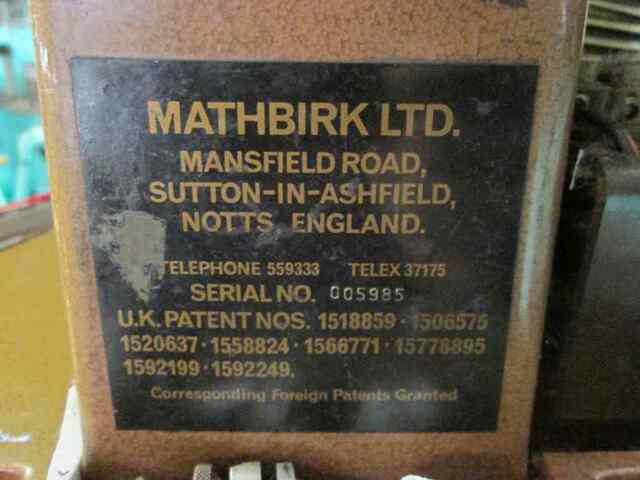 MATHBIRK LTD.
MANSFIELD ROAD,
SUTTON-IN-ASHFIELD,
NOTTS ENGLAND.
TELEPHONE 559333 TELEX 37175
SERIAL NO. 005985
U.K. PATENT NOS. 1518859 · 1506575
1520637 · 1558824 · 1566771 · 15778895
1592199 · 1592249.
Corresponding Foreign Patents Granted